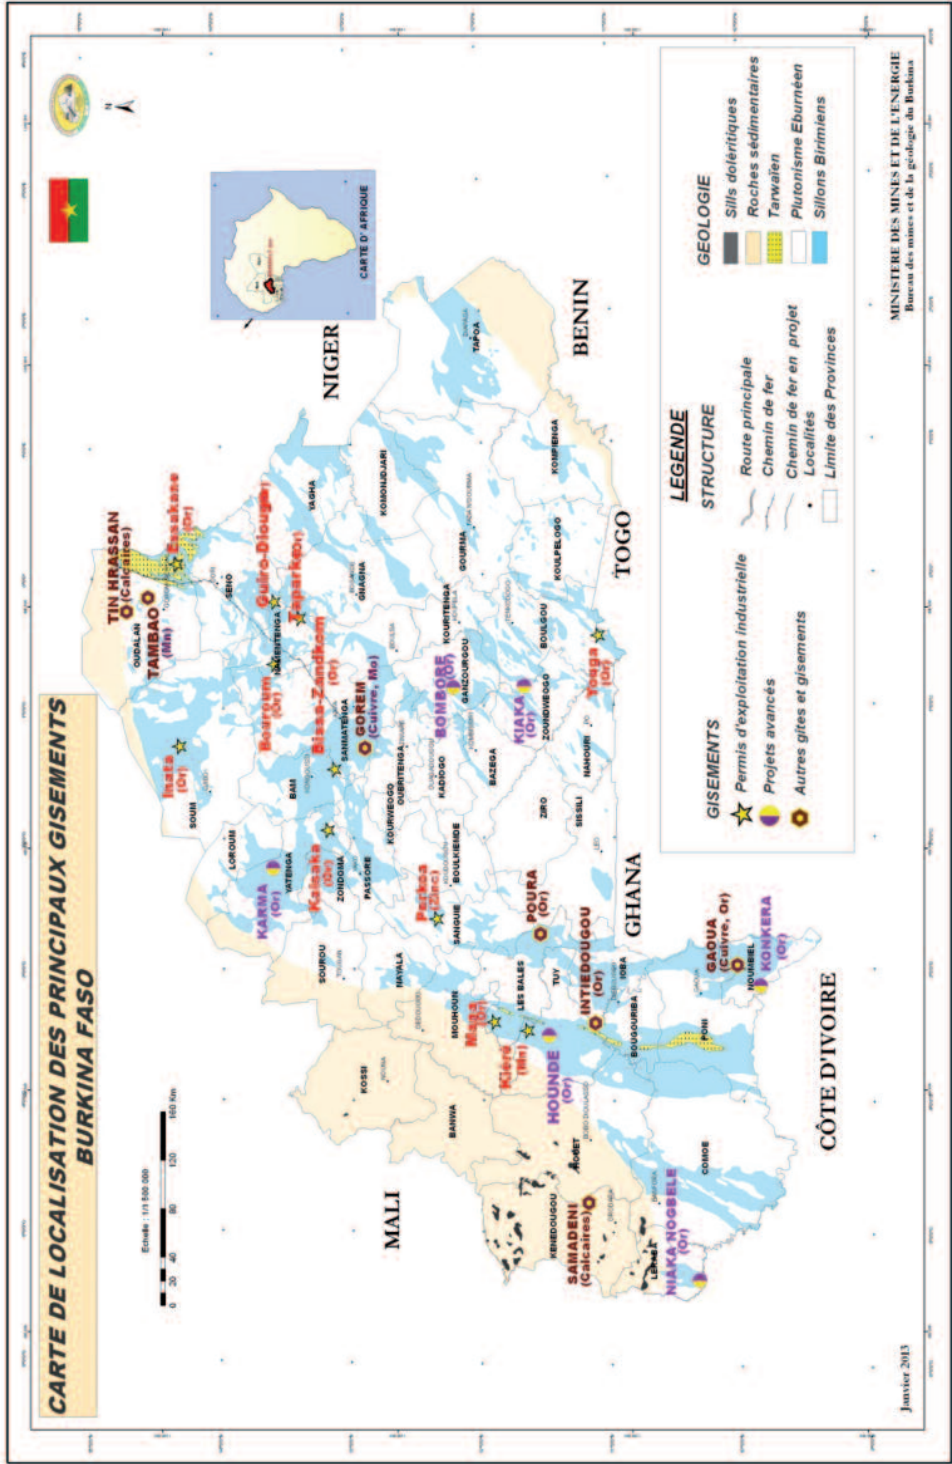 CARTE DE LOCALISATION DES PRINCIPAUX GISEMENTS
BURKINA FASO
Echelle : 1/1 500 000
0 20 40 80 120 160 Km
N
CARTE D' AFRIQUE
MALI
NIGER
BENIN
TOGO
GHANA
CÔTE D'IVOIRE
TIN HRASSAN
(Calcaires)
OUDALAN
TAMBAO
(Mn)
Essakane
(Or)
Inata
(Or)
SOUM
SENO
Guiro-Diouga
(Or)
YAGHA
Taparko
(Or)
NAMENTENGA
Bouroum
(Or)
Bissa-Zandkom
(Or)
LOROUM
BAM
SANMATENGA
GOREM
(Cuivre, Mo)
GNAGNA
KOMONJDJARI
KARMA
(Or)
YATENGA
Kalsaka
(Or)
ZONDOMA
PASSORE
KOURWEOGO
OUBRITENGA
BOMBORE
(Or)
KOURITENGA
GOURMA
TAPOA
SOUROU
NAYALA
KOSSI
Perkoa
(Zinc)
SANGUIE
BOULKIEMDE
KADIOGO
GANZOURGOU
KIAKA
(Or)
BAZEGA
ZOUNDWEOGO
BOULGOU
KOULPELOGO
KOMPIENGA
MOUHOUN
BANWA
Mana
(Or)
LES BALES
Kiéré
(Mn)
HOUNDE
(Or)
TUY
POURA
(Or)
ZIRO
SISSILI
NAHOURI
Youga
(Or)
INTIEDOUGOU
(Or)
IOBA
BOUGOURIBA
HOUET
KENEDOUGOU
SAMADENI
(Calcaires)
LERABA
NIAKA NOGBELE
(Or)
COMOE
PONI
GAOUA
(Cuivre, Or)
NOUMBIEL
KONKERA
(Or)
LEGENDE
GISEMENTS
Permis d'exploitation industrielle
Projets avancés
Autres gîtes et gisements
STRUCTURE
Route principale
Chemin de fer
Chemin de fer en projet
Localités
Limite des Provinces
GEOLOGIE
Sills doléritiques
Roches sédimentaires
Tarwaïen
Plutonisme Eburnéen
Sillons Birimiens
Janvier 2013
MINISTERE DES MINES ET DE L'ENERGIE
Bureau des mines et de la géologie du Burkina